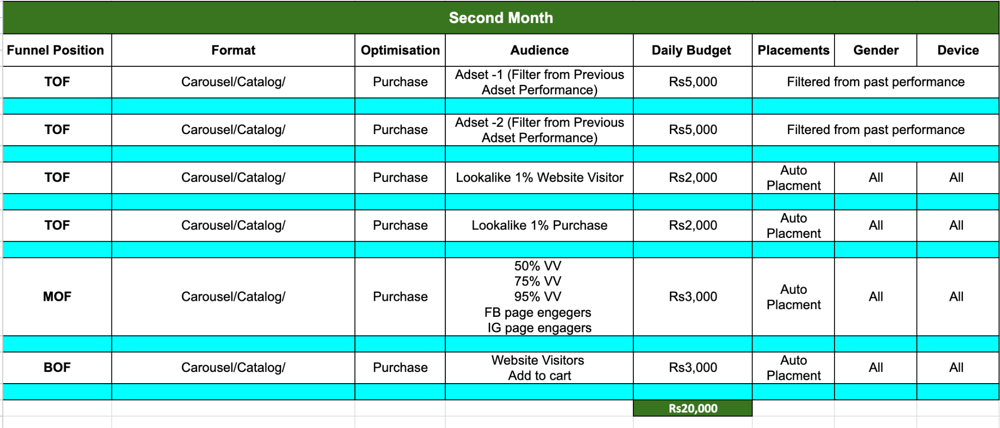 Second Month
Funnel Position Format Optimisation Audience Daily Budget Placements Gender Device
TOF Carousel/Catalog/ Purchase Adset -1 (Filter from Previous Adset Performance) Rs5,000 Filtered from past performance
TOF Carousel/Catalog/ Purchase Adset -2 (Filter from Previous Adset Performance) Rs5,000 Filtered from past performance
TOF Carousel/Catalog/ Purchase Lookalike 1% Website Visitor Rs2,000 Auto Placment All All
TOF Carousel/Catalog/ Purchase Lookalike 1% Purchase Rs2,000 Auto Placment All All
MOF Carousel/Catalog/ Purchase 50% VV
75% VV
95% VV
FB page engegers
IG page engagers Rs3,000 Auto Placment All All
BOF Carousel/Catalog/ Purchase Website Visitors
Add to cart Rs3,000 Auto Placment All All
Rs20,000